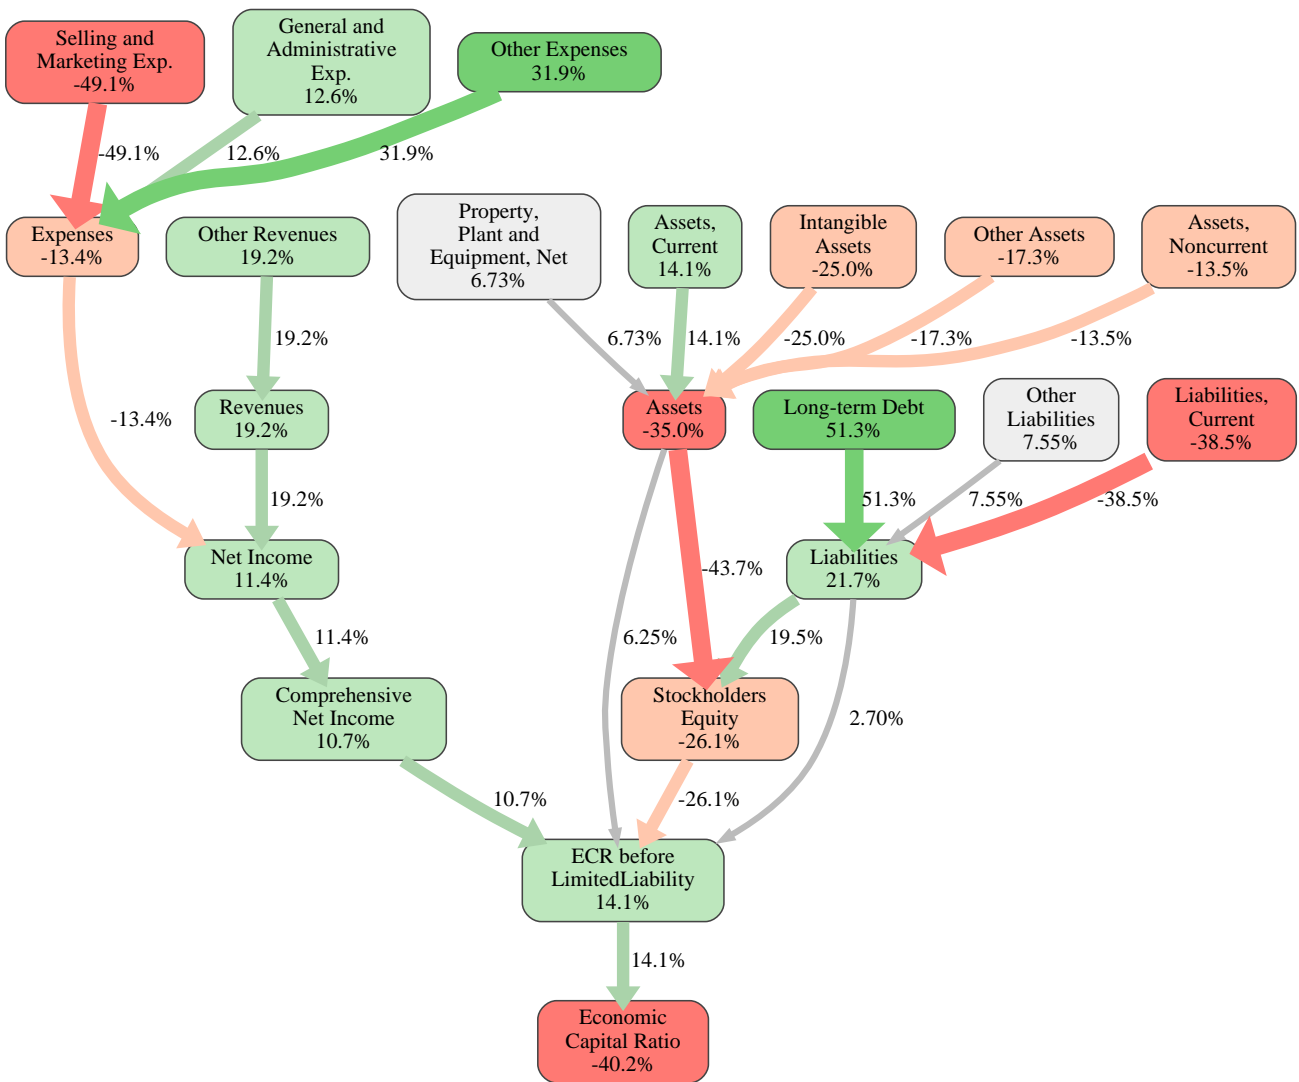 Selling and
Marketing Exp.
-49.1%
General and
Administrative
Exp.
12.6%
Other Expenses
31.9%
-49.1%
12.6%
31.9%
Expenses
-13.4%
Other Revenues
19.2%
Property,
Plant and
Equipment, Net
6.73%
Assets,
Current
14.1%
Intangible
Assets
-25.0%
Other Assets
-17.3%
Assets,
Noncurrent
-13.5%
19.2%
6.73%
14.1%
-25.0%
-17.3%
-13.5%
-13.4%
Revenues
19.2%
Assets
-35.0%
Long-term Debt
51.3%
Other
Liabilities
7.55%
Liabilities,
Current
-38.5%
19.2%
51.3%
7.55%
-38.5%
Net Income
11.4%
-43.7%
Liabilities
21.7%
11.4%
6.25%
19.5%
Comprehensive
Net Income
10.7%
Stockholders
Equity
-26.1%
2.70%
10.7%
-26.1%
ECR before
LimitedLiability
14.1%
14.1%
Economic
Capital Ratio
-40.2%